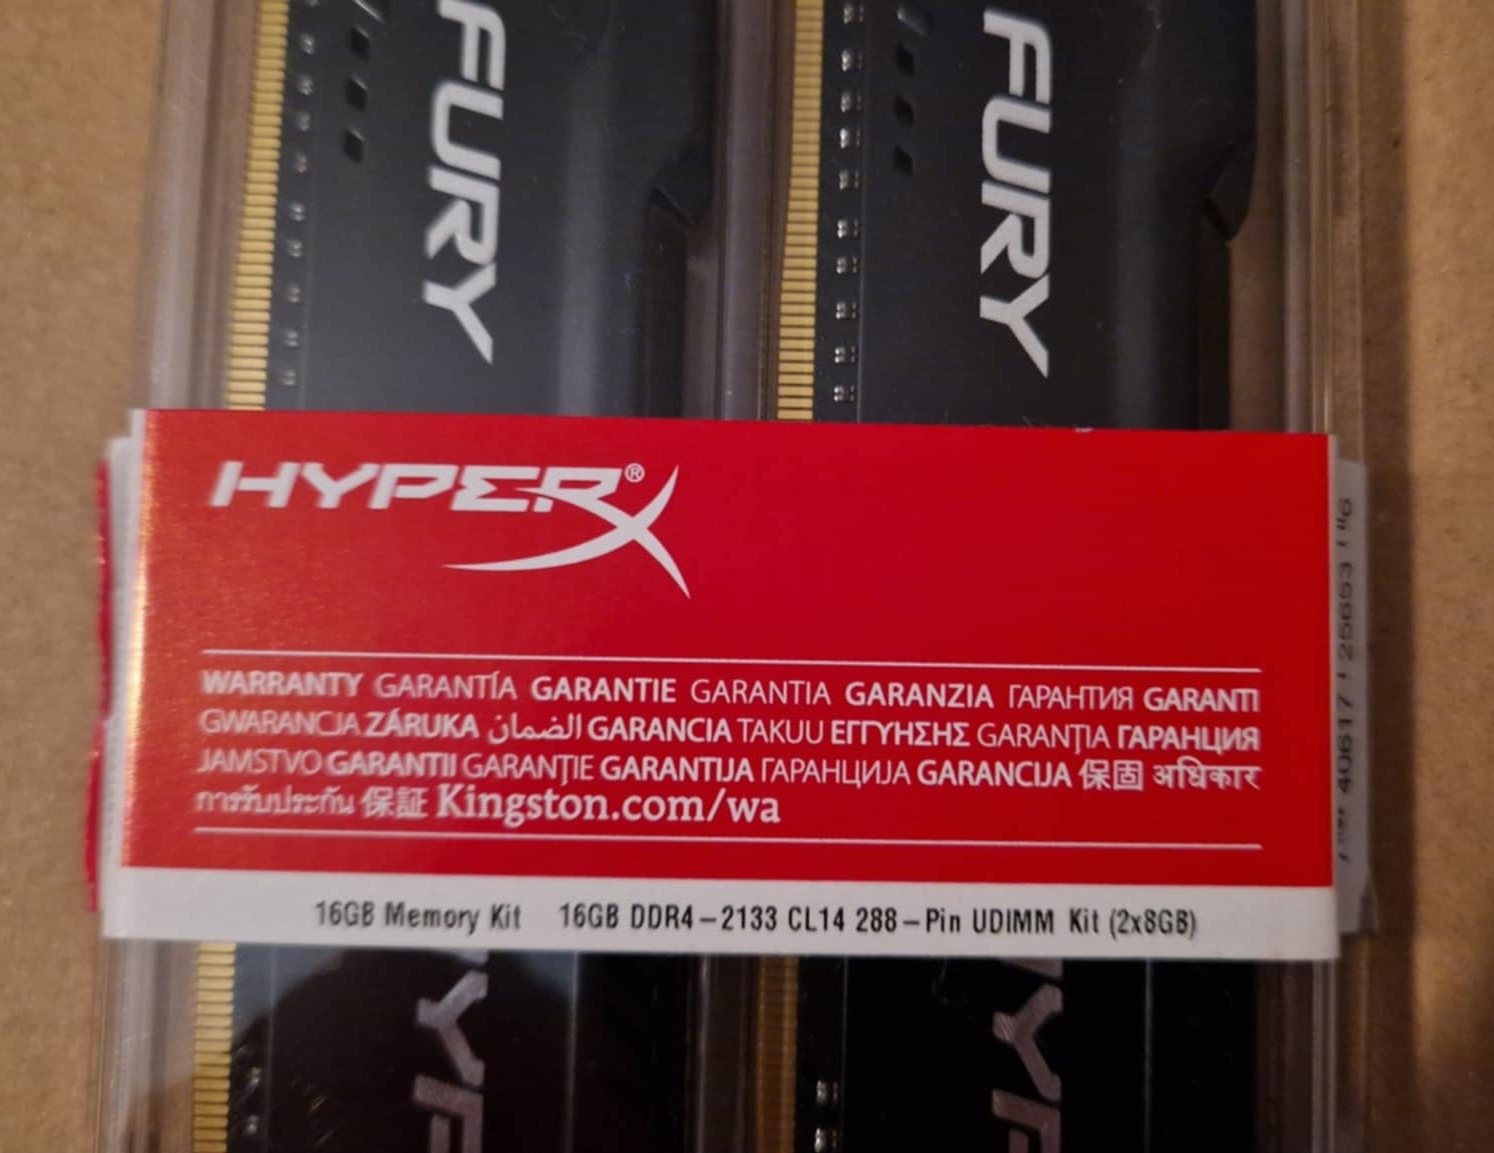 FURY
FURY
HYPERX®
WARRANTY GARANTÍA GARANTIE GARANTIA GARANZIA ГАРАНТИЯ GARANTI
GWARANCJA ZÁRUKA الضمان GARANCIA TAKUU ΕΓΓΥΗΣΗΣ GARANȚIA ГАРАНЦИЯ
JAMSTVO GARANTII GARANȚIE GARANTIJA ГАРАНЦИЈА GARANCIJA 保固 अधिकार
การรับประกัน 保証 Kingston.com/wa
16GB Memory Kit 16GB DDR4-2133 CL14 288-Pin UDIMM Kit (2x8GB)